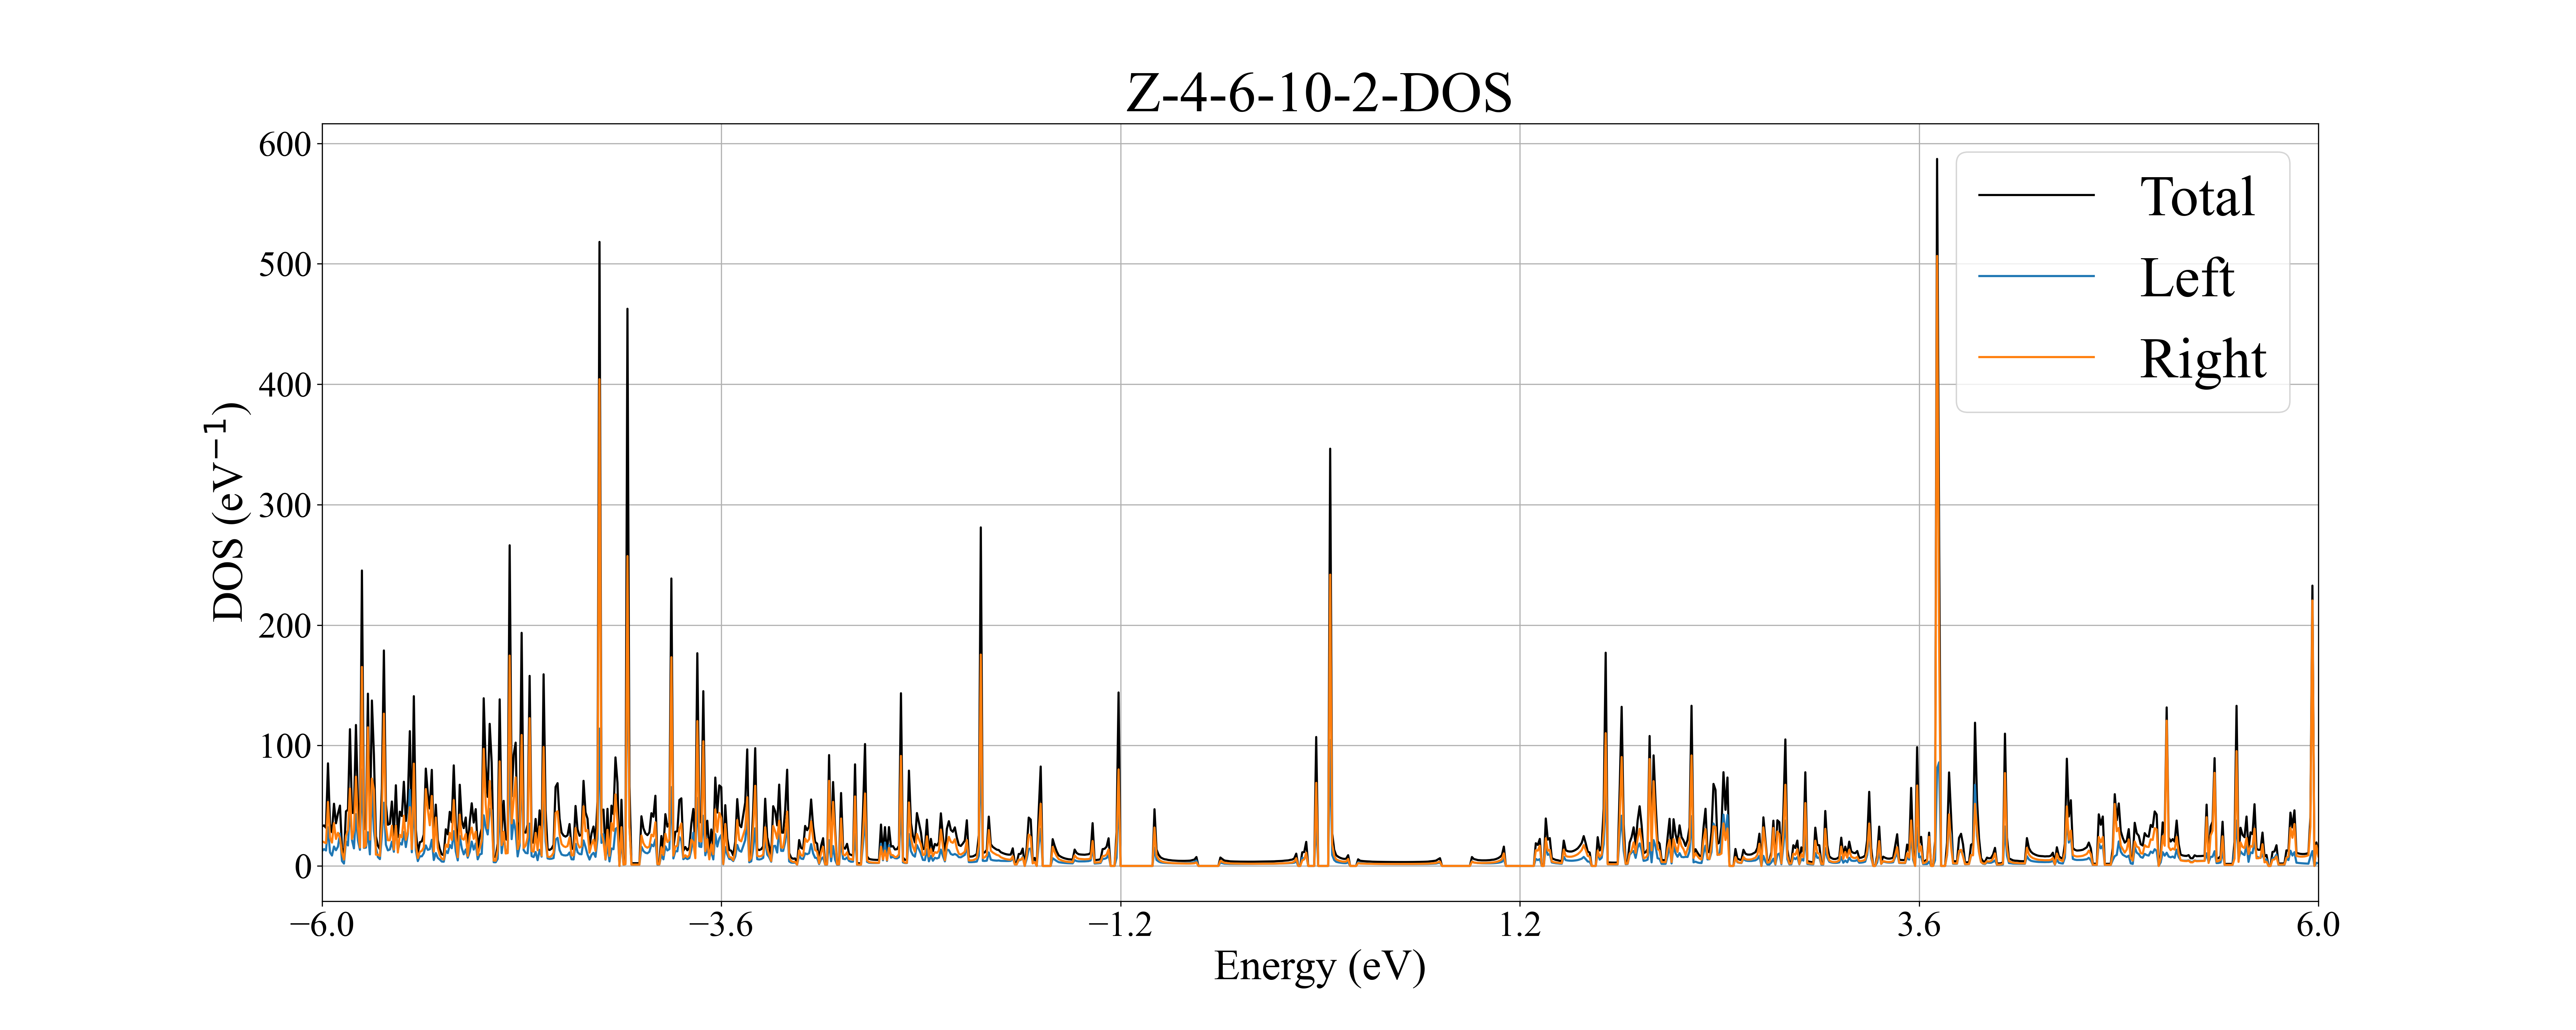 Z-4-6-10-2-DOS
600
500
400
300
200
100
0
DOS (eV⁻¹)
Total
Left
Right
−6.0 −3.6 −1.2 1.2 3.6 6.0
Energy (eV)